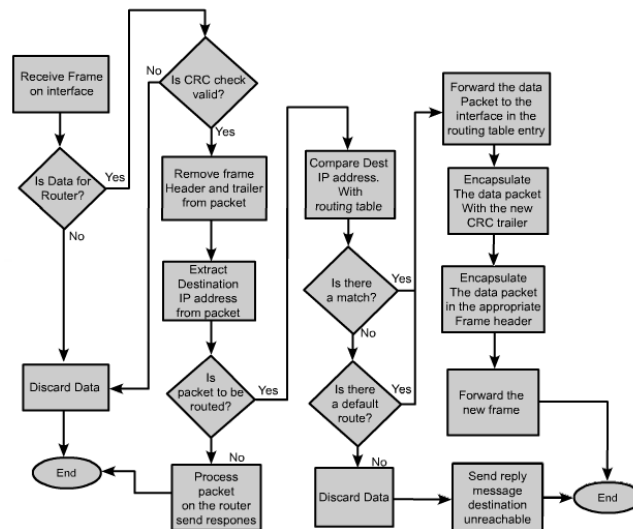 Receive Frame
on interface
Is Data for
Router?
Yes
No
Discard Data
End
Is CRC check
valid?
No
Yes
Remove frame
Header and trailer
from packet
Extract
Destination
IP address
from packet
Is
packet to be
routed?
Yes
No
Process
packet
on the router
send respones
Compare Dest
IP address.
With
routing table
Is there
a match?
Yes
No
Is there
a default
route?
Yes
No
Discard Data
Send reply
message
destination
unreachable
Forward the data
Packet to the
interface in the
routing table entry
Encapsulate
The data packet
With the new
CRC trailer
Encapsulate
The data packet
in the appropriate
Frame header
Forward the
new frame
End